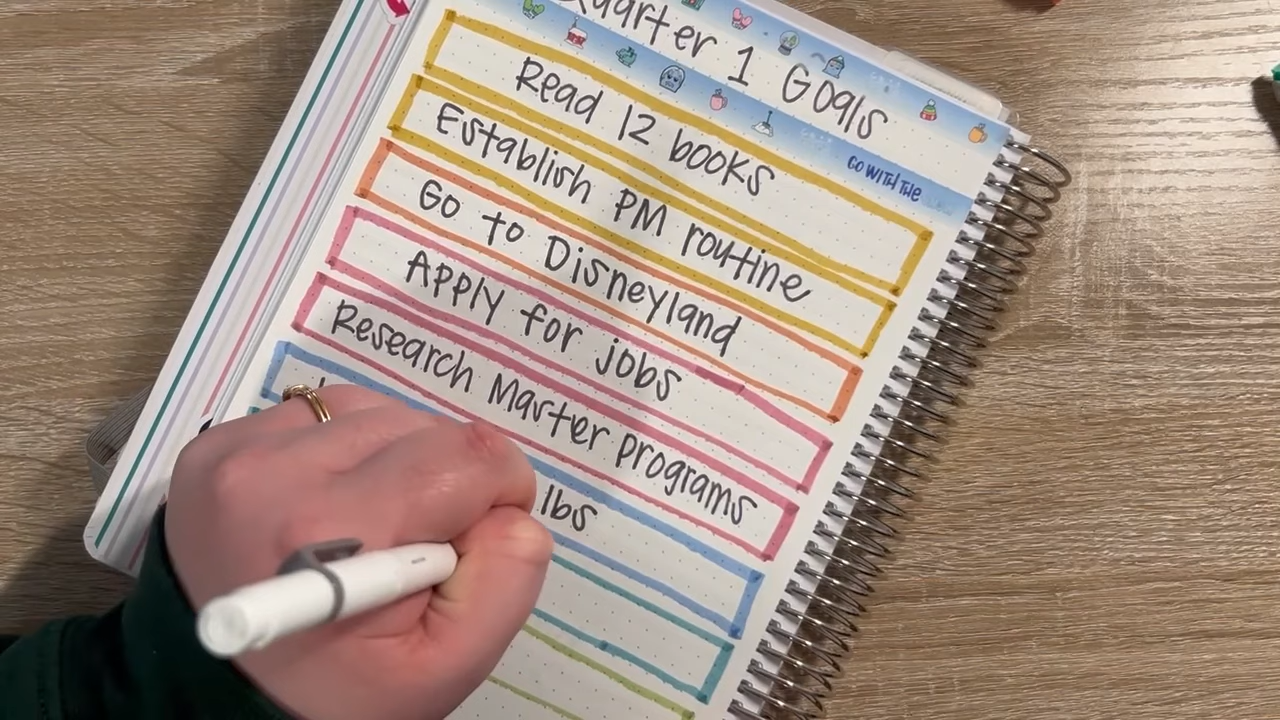 Quarter 1 Goals
GO WITH THE
Read 12 books
Establish PM routine
Go to Disneyland
Apply for jobs
Research Master Programs
lbs